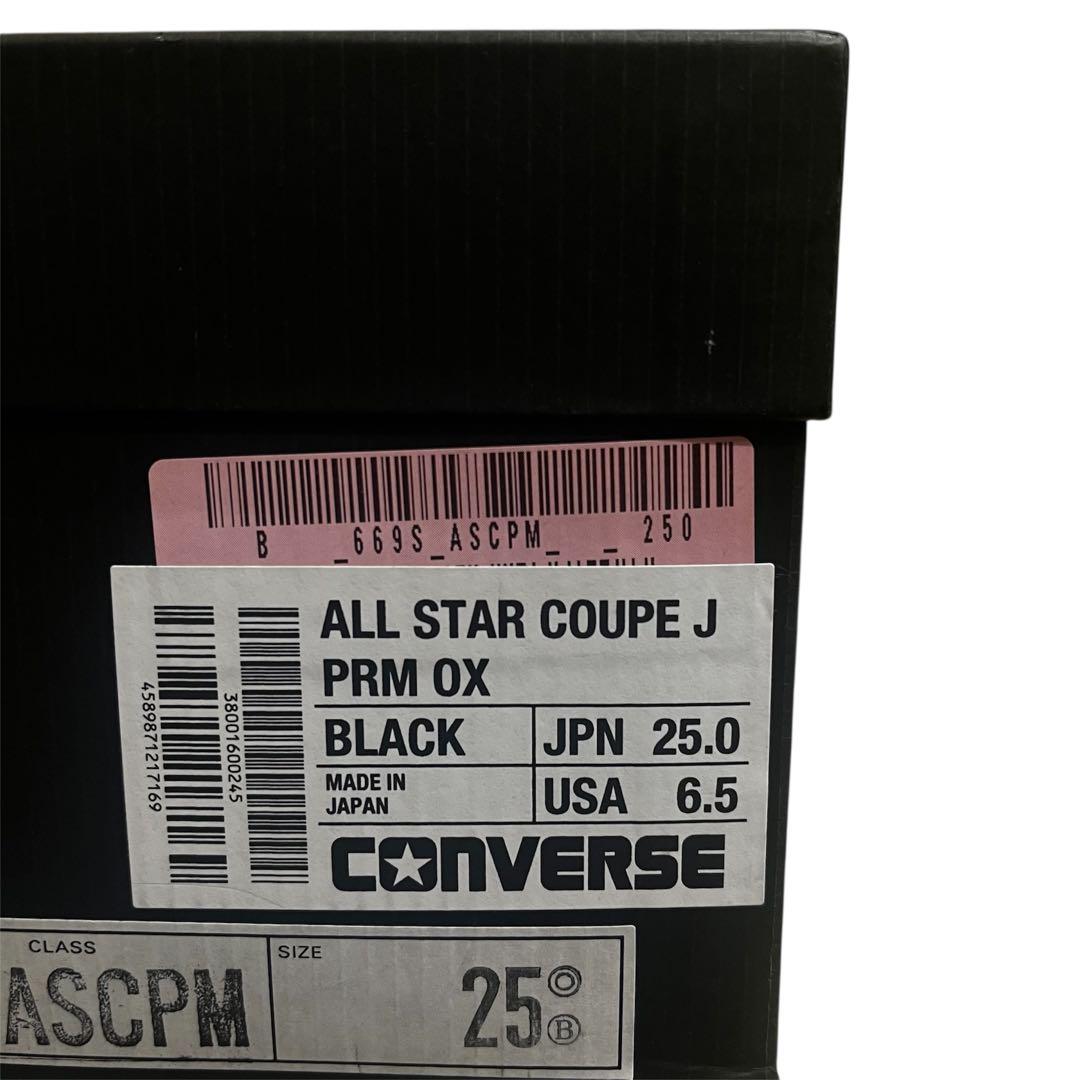 B _669S_ASCPM_ _ 250
ALL STAR COUPE J
PRM OX
BLACK
JPN 25.0
MADE IN
JAPAN
USA 6.5
CONVERSE
4589871217169
38001600245
CLASS
ASCPM
SIZE
25 ◎
Ⓑ